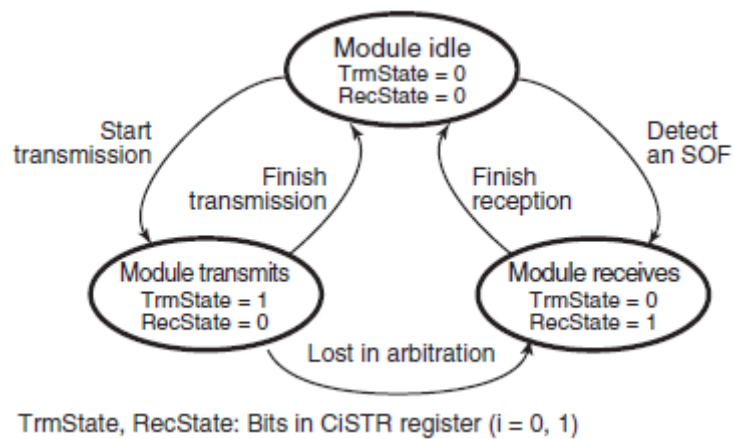 Module idle
TrmState = 0
RecState = 0
Start
transmission
Detect
an SOF
Finish
transmission
Finish
reception
Module transmits
TrmState = 1
RecState = 0
Module receives
TrmState = 0
RecState = 1
Lost in arbitration
TrmState, RecState: Bits in CiSTR register (i = 0, 1)